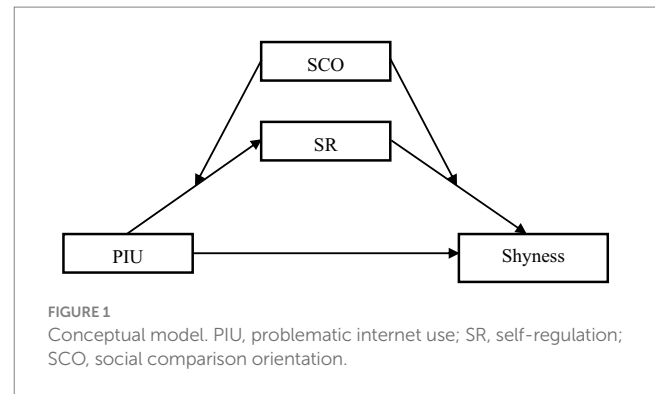 SCO
SR
PIU
Shyness
FIGURE 1
Conceptual model. PIU, problematic internet use; SR, self-regulation;
SCO, social comparison orientation.